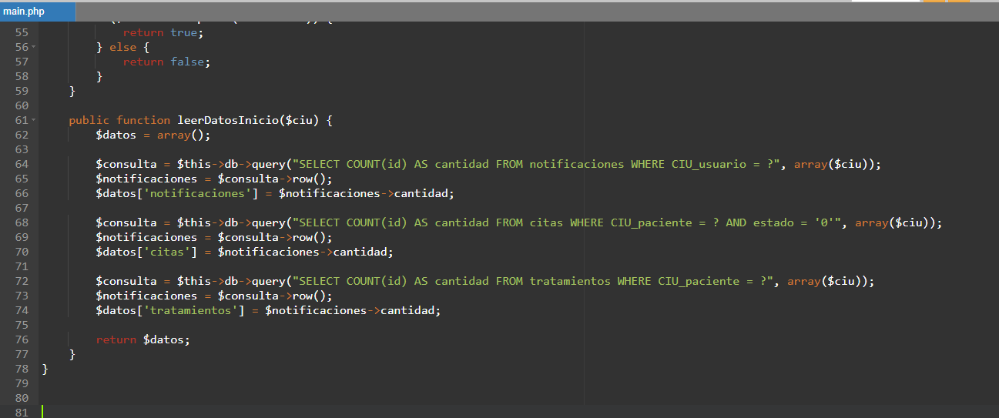 main.php
55 return true;
56 } else {
57 return false;
58 }
59 }
60
61 public function leerDatosInicio($ciu) {
62 $datos = array();
63
64 $consulta = $this->db->query("SELECT COUNT(id) AS cantidad FROM notificaciones WHERE CIU_usuario = ?", array($ciu));
65 $notificaciones = $consulta->row();
66 $datos['notificaciones'] = $notificaciones->cantidad;
67
68 $consulta = $this->db->query("SELECT COUNT(id) AS cantidad FROM citas WHERE CIU_paciente = ? AND estado = '0'", array($ciu));
69 $notificaciones = $consulta->row();
70 $datos['citas'] = $notificaciones->cantidad;
71
72 $consulta = $this->db->query("SELECT COUNT(id) AS cantidad FROM tratamientos WHERE CIU_paciente = ?", array($ciu));
73 $notificaciones = $consulta->row();
74 $datos['tratamientos'] = $notificaciones->cantidad;
75
76 return $datos;
77 }
78 }
79
80
81